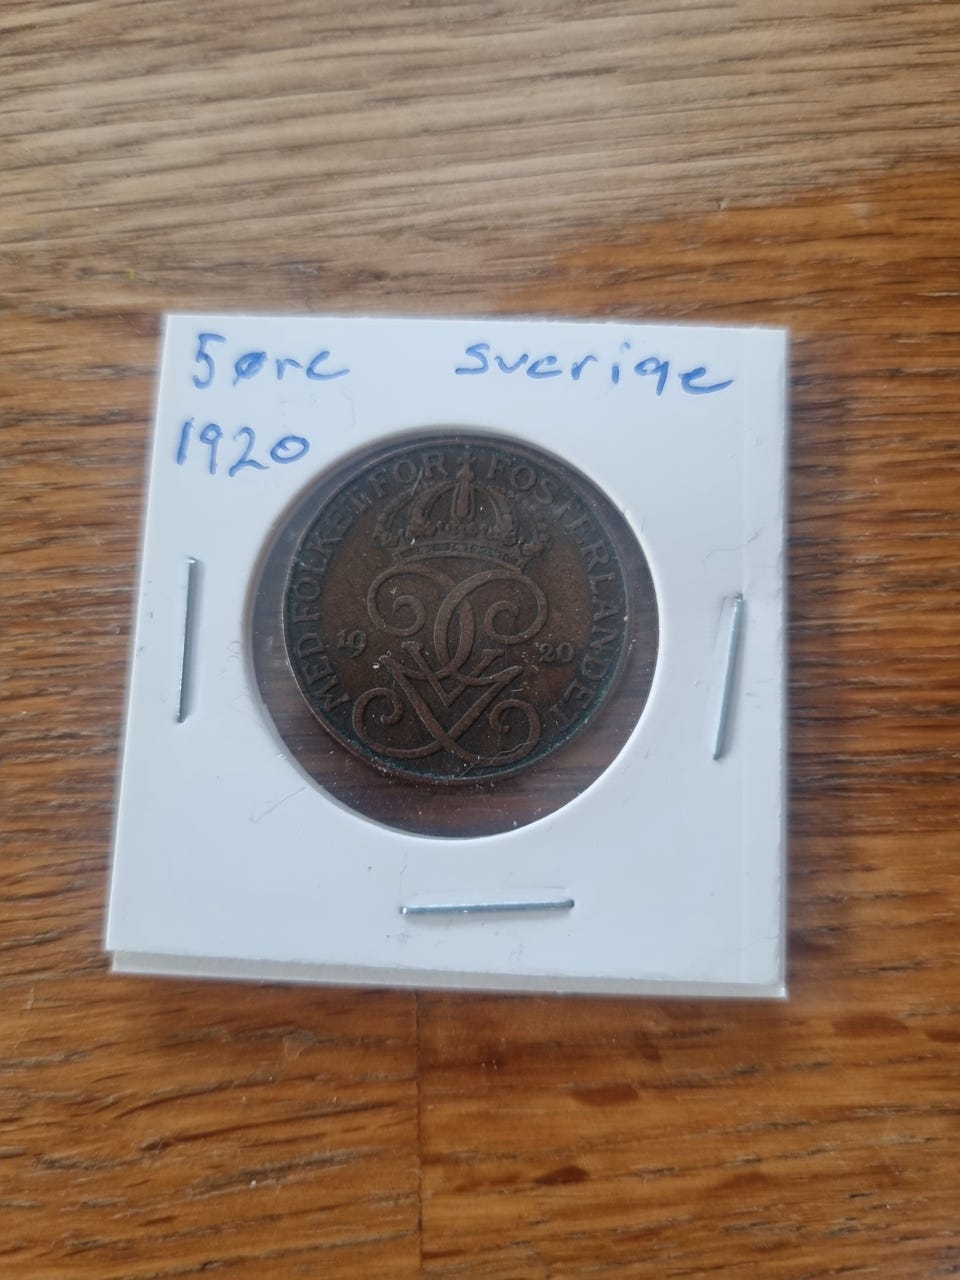 5øre Sverige
1920
MED FOLKET FÖR FOSTERLANDET
19 20